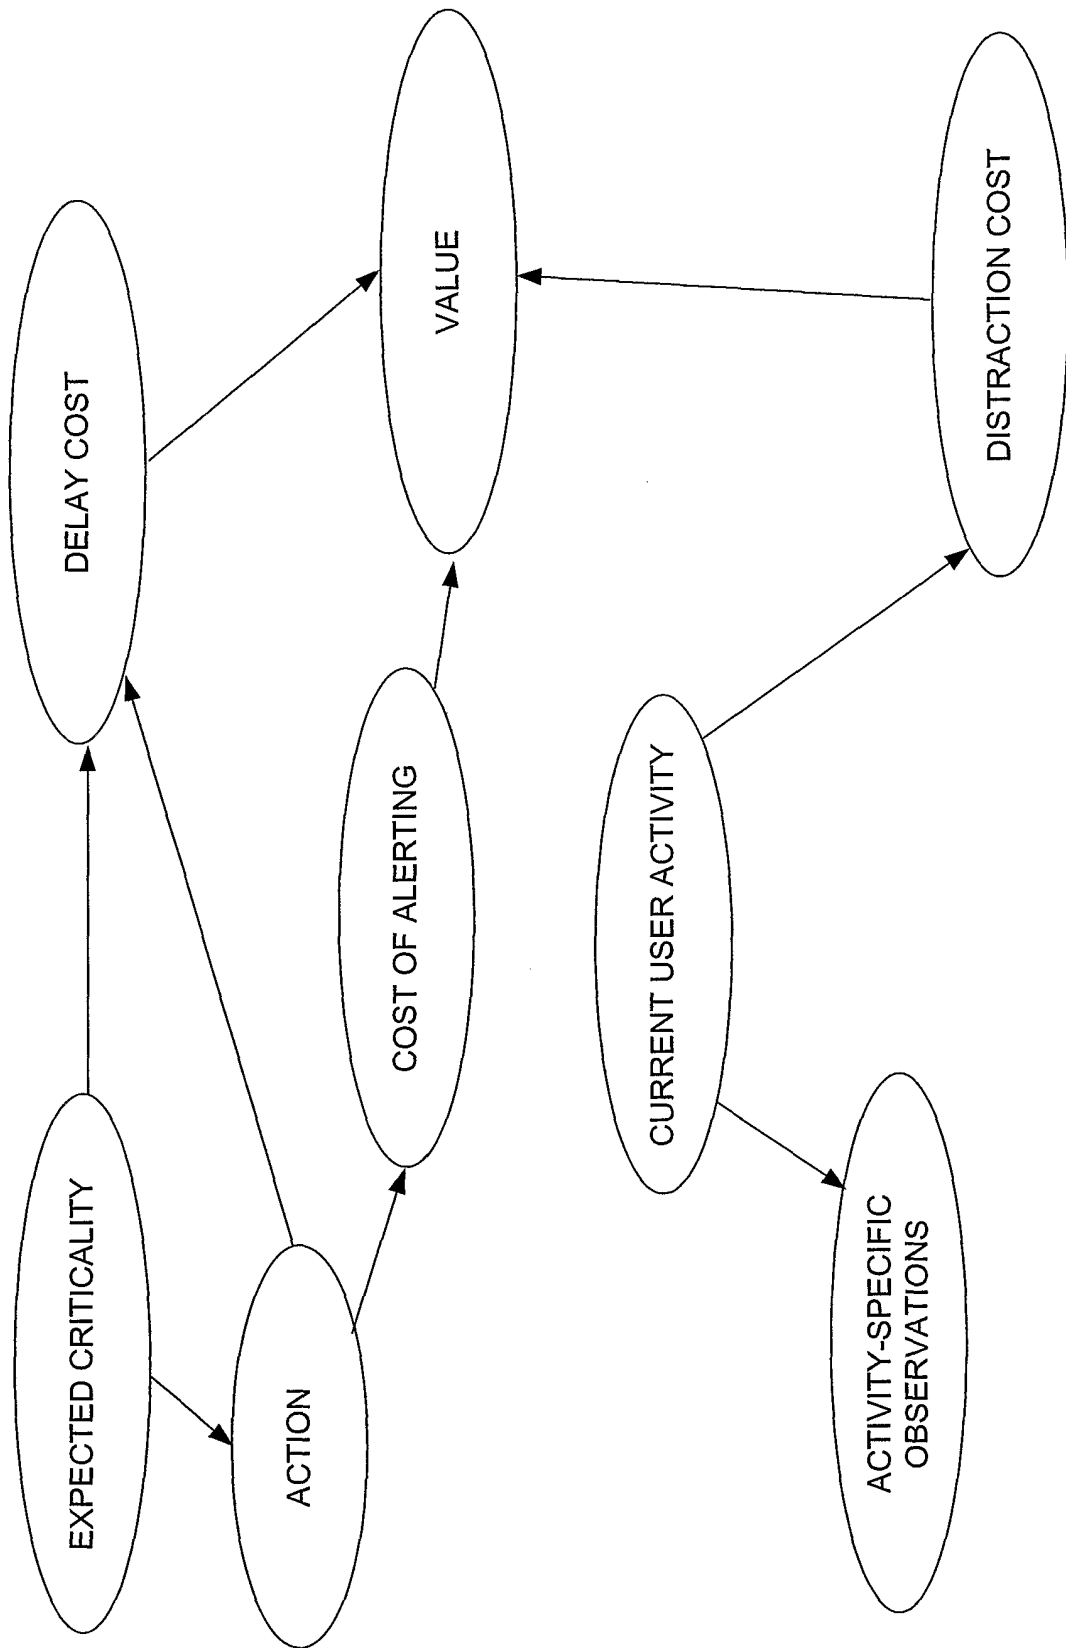 EXPECTED CRITICALITY
DELAY COST
ACTION
COST OF ALERTING
VALUE
CURRENT USER ACTIVITY
ACTIVITY-SPECIFIC
OBSERVATIONS
DISTRACTION COST